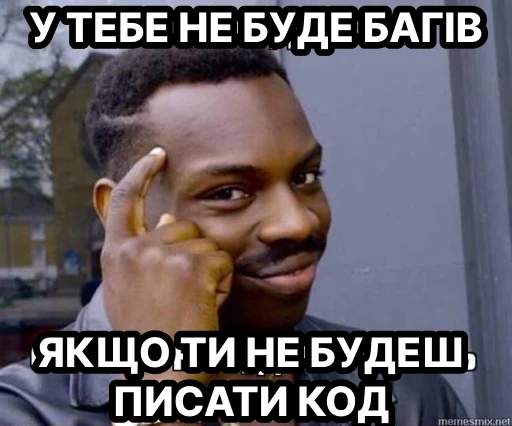 У ТЕБЕ НЕ БУДЕ БАГІВ
ЯКЩО ТИ НЕ БУДЕШ
ПИСАТИ КОД
memesmix.net